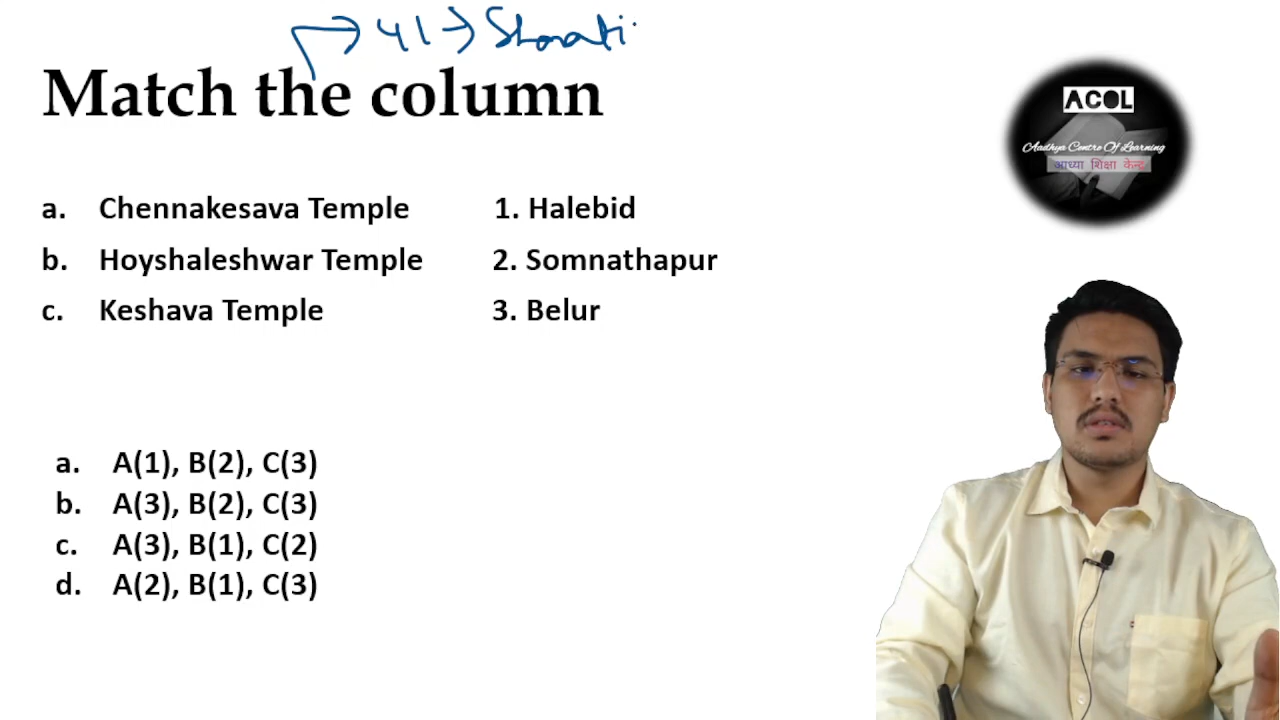 → 41 → Shanti
Match the column
ACOL
Aadhya Centre Of Learning
आध्या शिक्षा केन्द्र
a. Chennakesava Temple 1. Halebid
b. Hoyshaleshwar Temple 2. Somnathapur
c. Keshava Temple 3. Belur
a. A(1), B(2), C(3)
b. A(3), B(2), C(3)
c. A(3), B(1), C(2)
d. A(2), B(1), C(3)